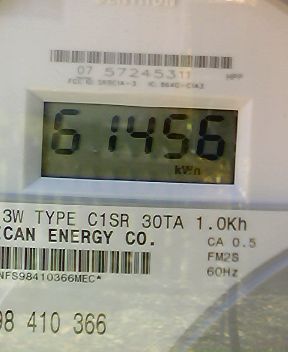 07 57245311 HPP
61456
kWh
3W TYPE C1SR 30TA 1.0Kh
CAN ENERGY CO. CA 0.5
FM2S
NFS98410366MEC* 60Hz
98 410 366